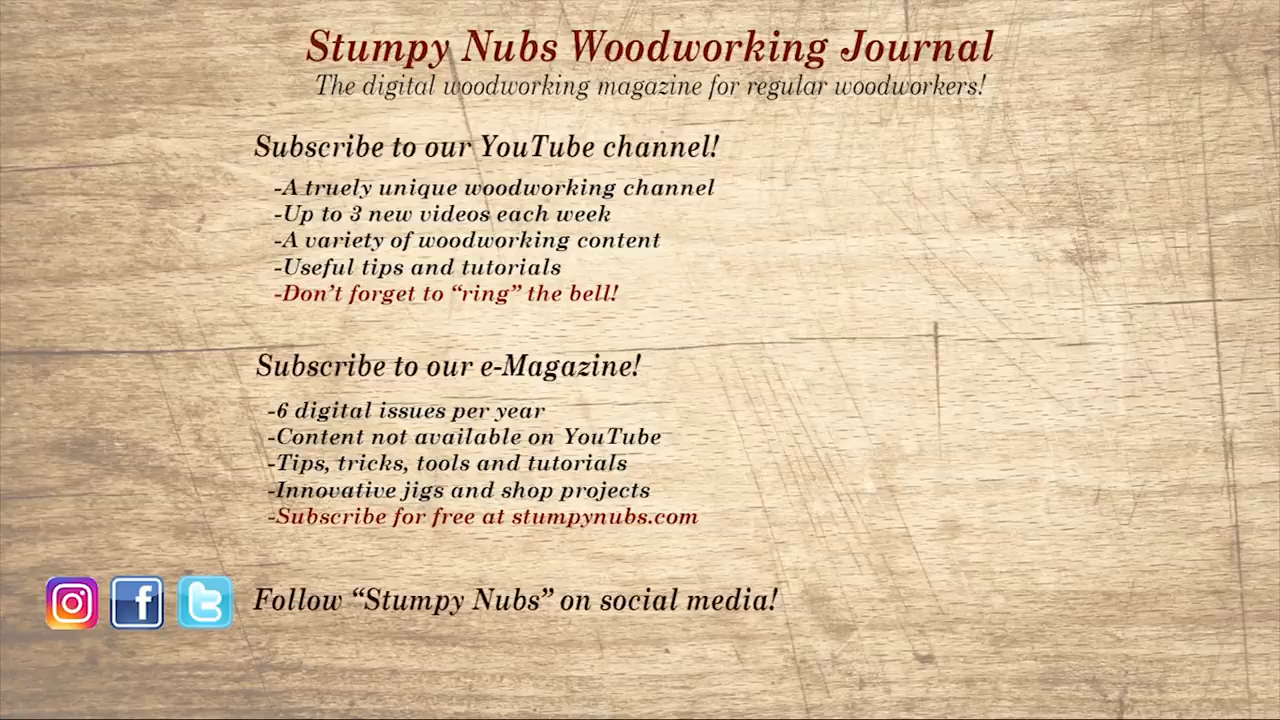 Stumpy Nubs Woodworking Journal
The digital woodworking magazine for regular woodworkers!
Subscribe to our YouTube channel!
-A truely unique woodworking channel
-Up to 3 new videos each week
-A variety of woodworking content
-Useful tips and tutorials
-Don't forget to “ring” the bell!
Subscribe to our e-Magazine!
-6 digital issues per year
-Content not available on YouTube
-Tips, tricks, tools and tutorials
-Innovative jigs and shop projects
-Subscribe for free at stumpynubs.com
Follow “Stumpy Nubs” on social media!